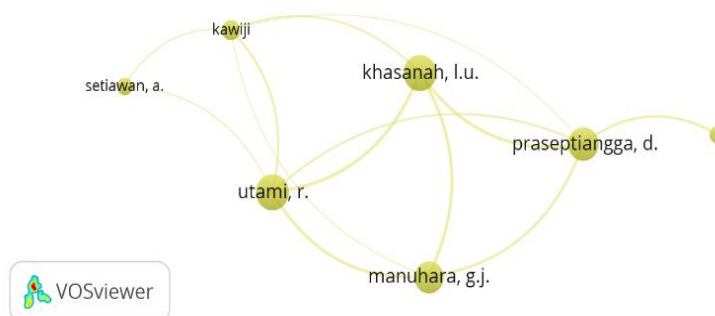 kawiji
setiawan, a.
khasanah, l.u.
praseptiangga, d.
utami, r.
manuhara, g.j.
VOSviewer